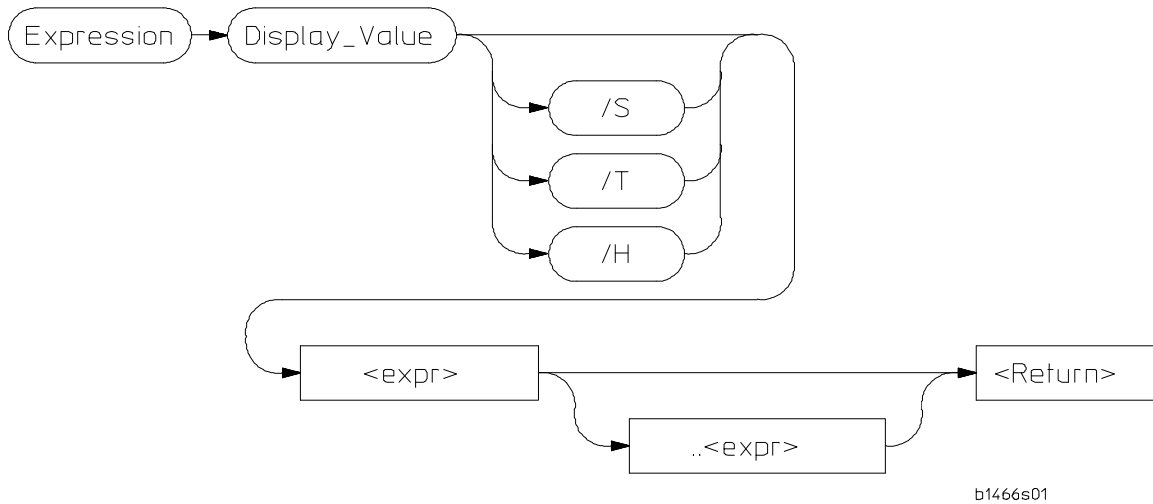 Expression
Display_Value
/S
/T
/H
<expr>
..<expr>
<Return>
b1466s01